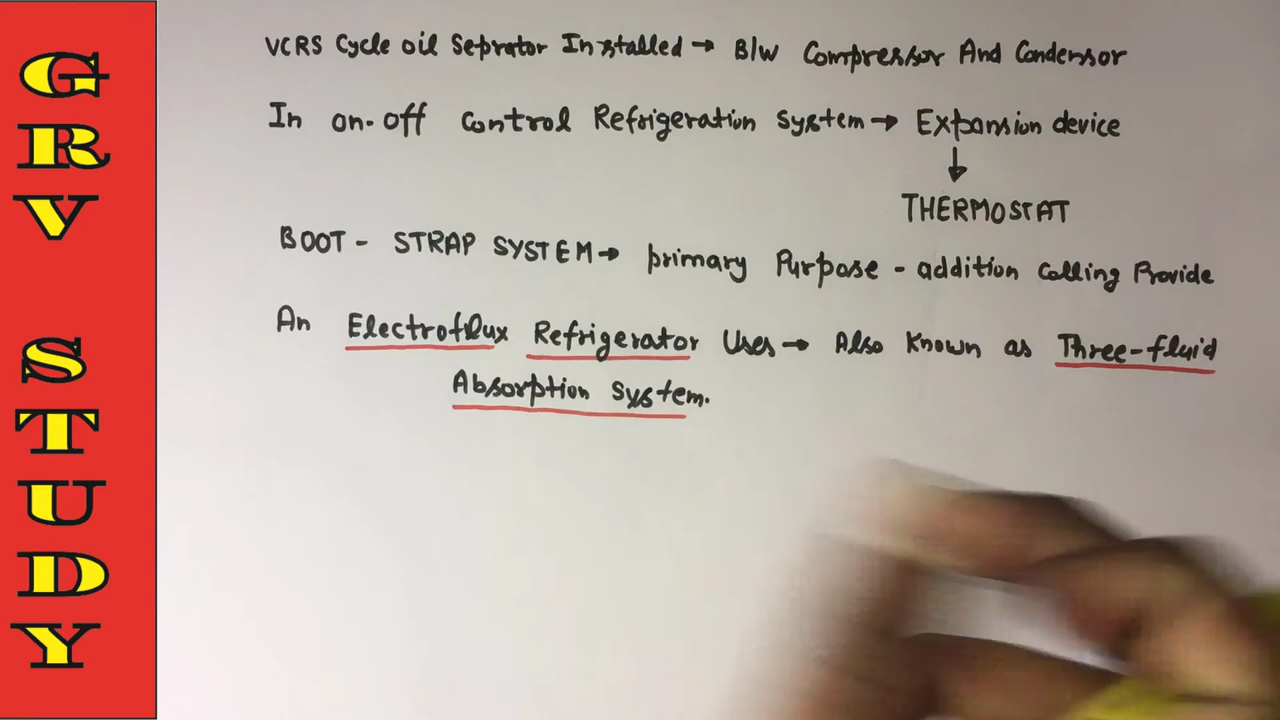 GRV STUDY
VCRS Cycle oil Seprator Installed → B/w Compressor And Condensor
In on-off control Refrigeration system → Expansion device
↓
THERMOSTAT
BOOT - STRAP SYSTEM → primary Purpose - addition Colling Provide
An Electroflux Refrigerator Uses → Also Known as Three-fluid
Absorption system.